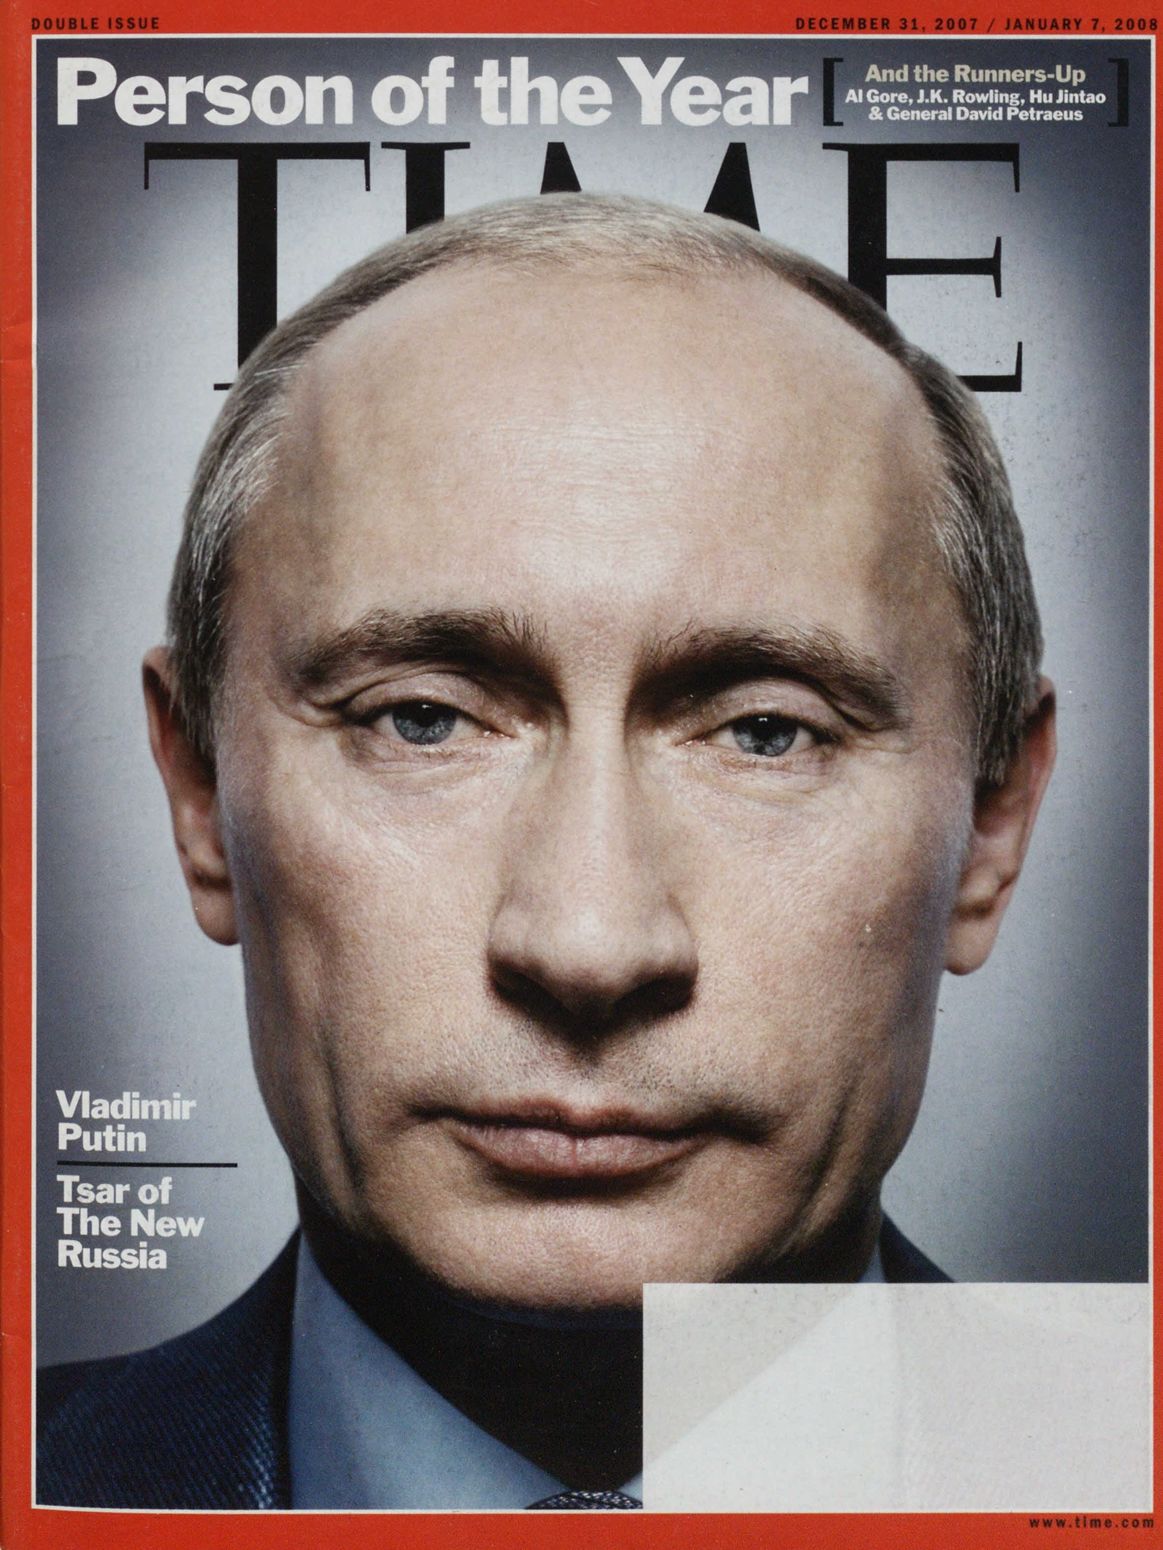 DOUBLE ISSUE
DECEMBER 31, 2007 / JANUARY 7, 2008
Person of the Year
And the Runners-Up
Al Gore, J.K. Rowling, Hu Jintao
& General David Petraeus
TIME
Vladimir
Putin
Tsar of
The New
Russia
www.time.com